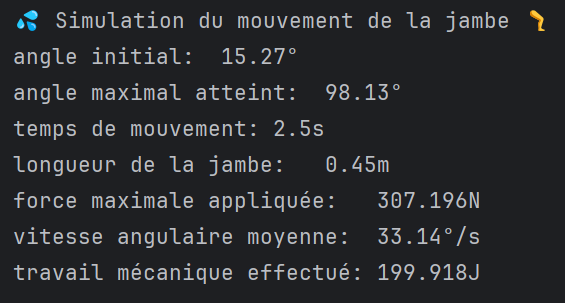 💦 Simulation du mouvement de la jambe 🦵
angle initial:  15.27°
angle maximal atteint:  98.13°
temps de mouvement: 2.5s
longueur de la jambe:   0.45m
force maximale appliquée:   307.196N
vitesse angulaire moyenne:  33.14°/s
travail mécanique effectué: 199.918J